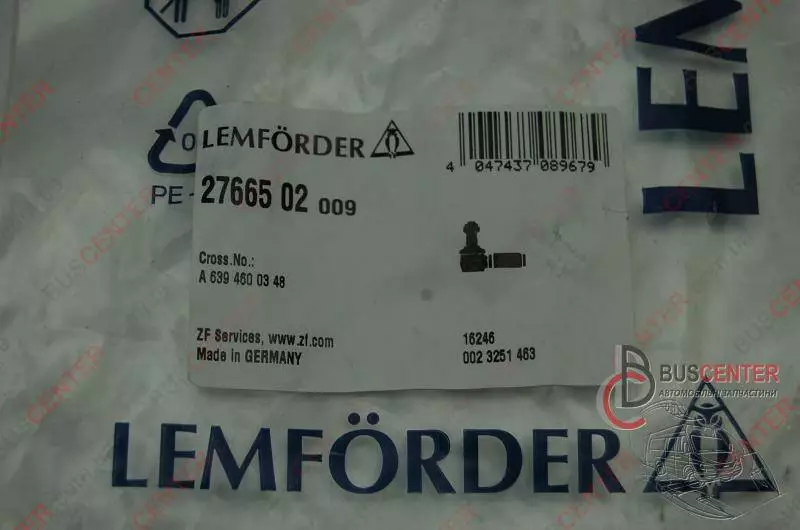 LEMFÖRDER
27665 02 009
4 047437 089679
Cross.No.:
A 639 460 03 48
ZF Services, www.zf.com
Made in GERMANY
16246
002 3251 463
PE-
LEM
LEMFÖRDER
BUSCENTER
АВТОМОБІЛЬНІ ЗАПЧАСТИНИ
BUSCENTER